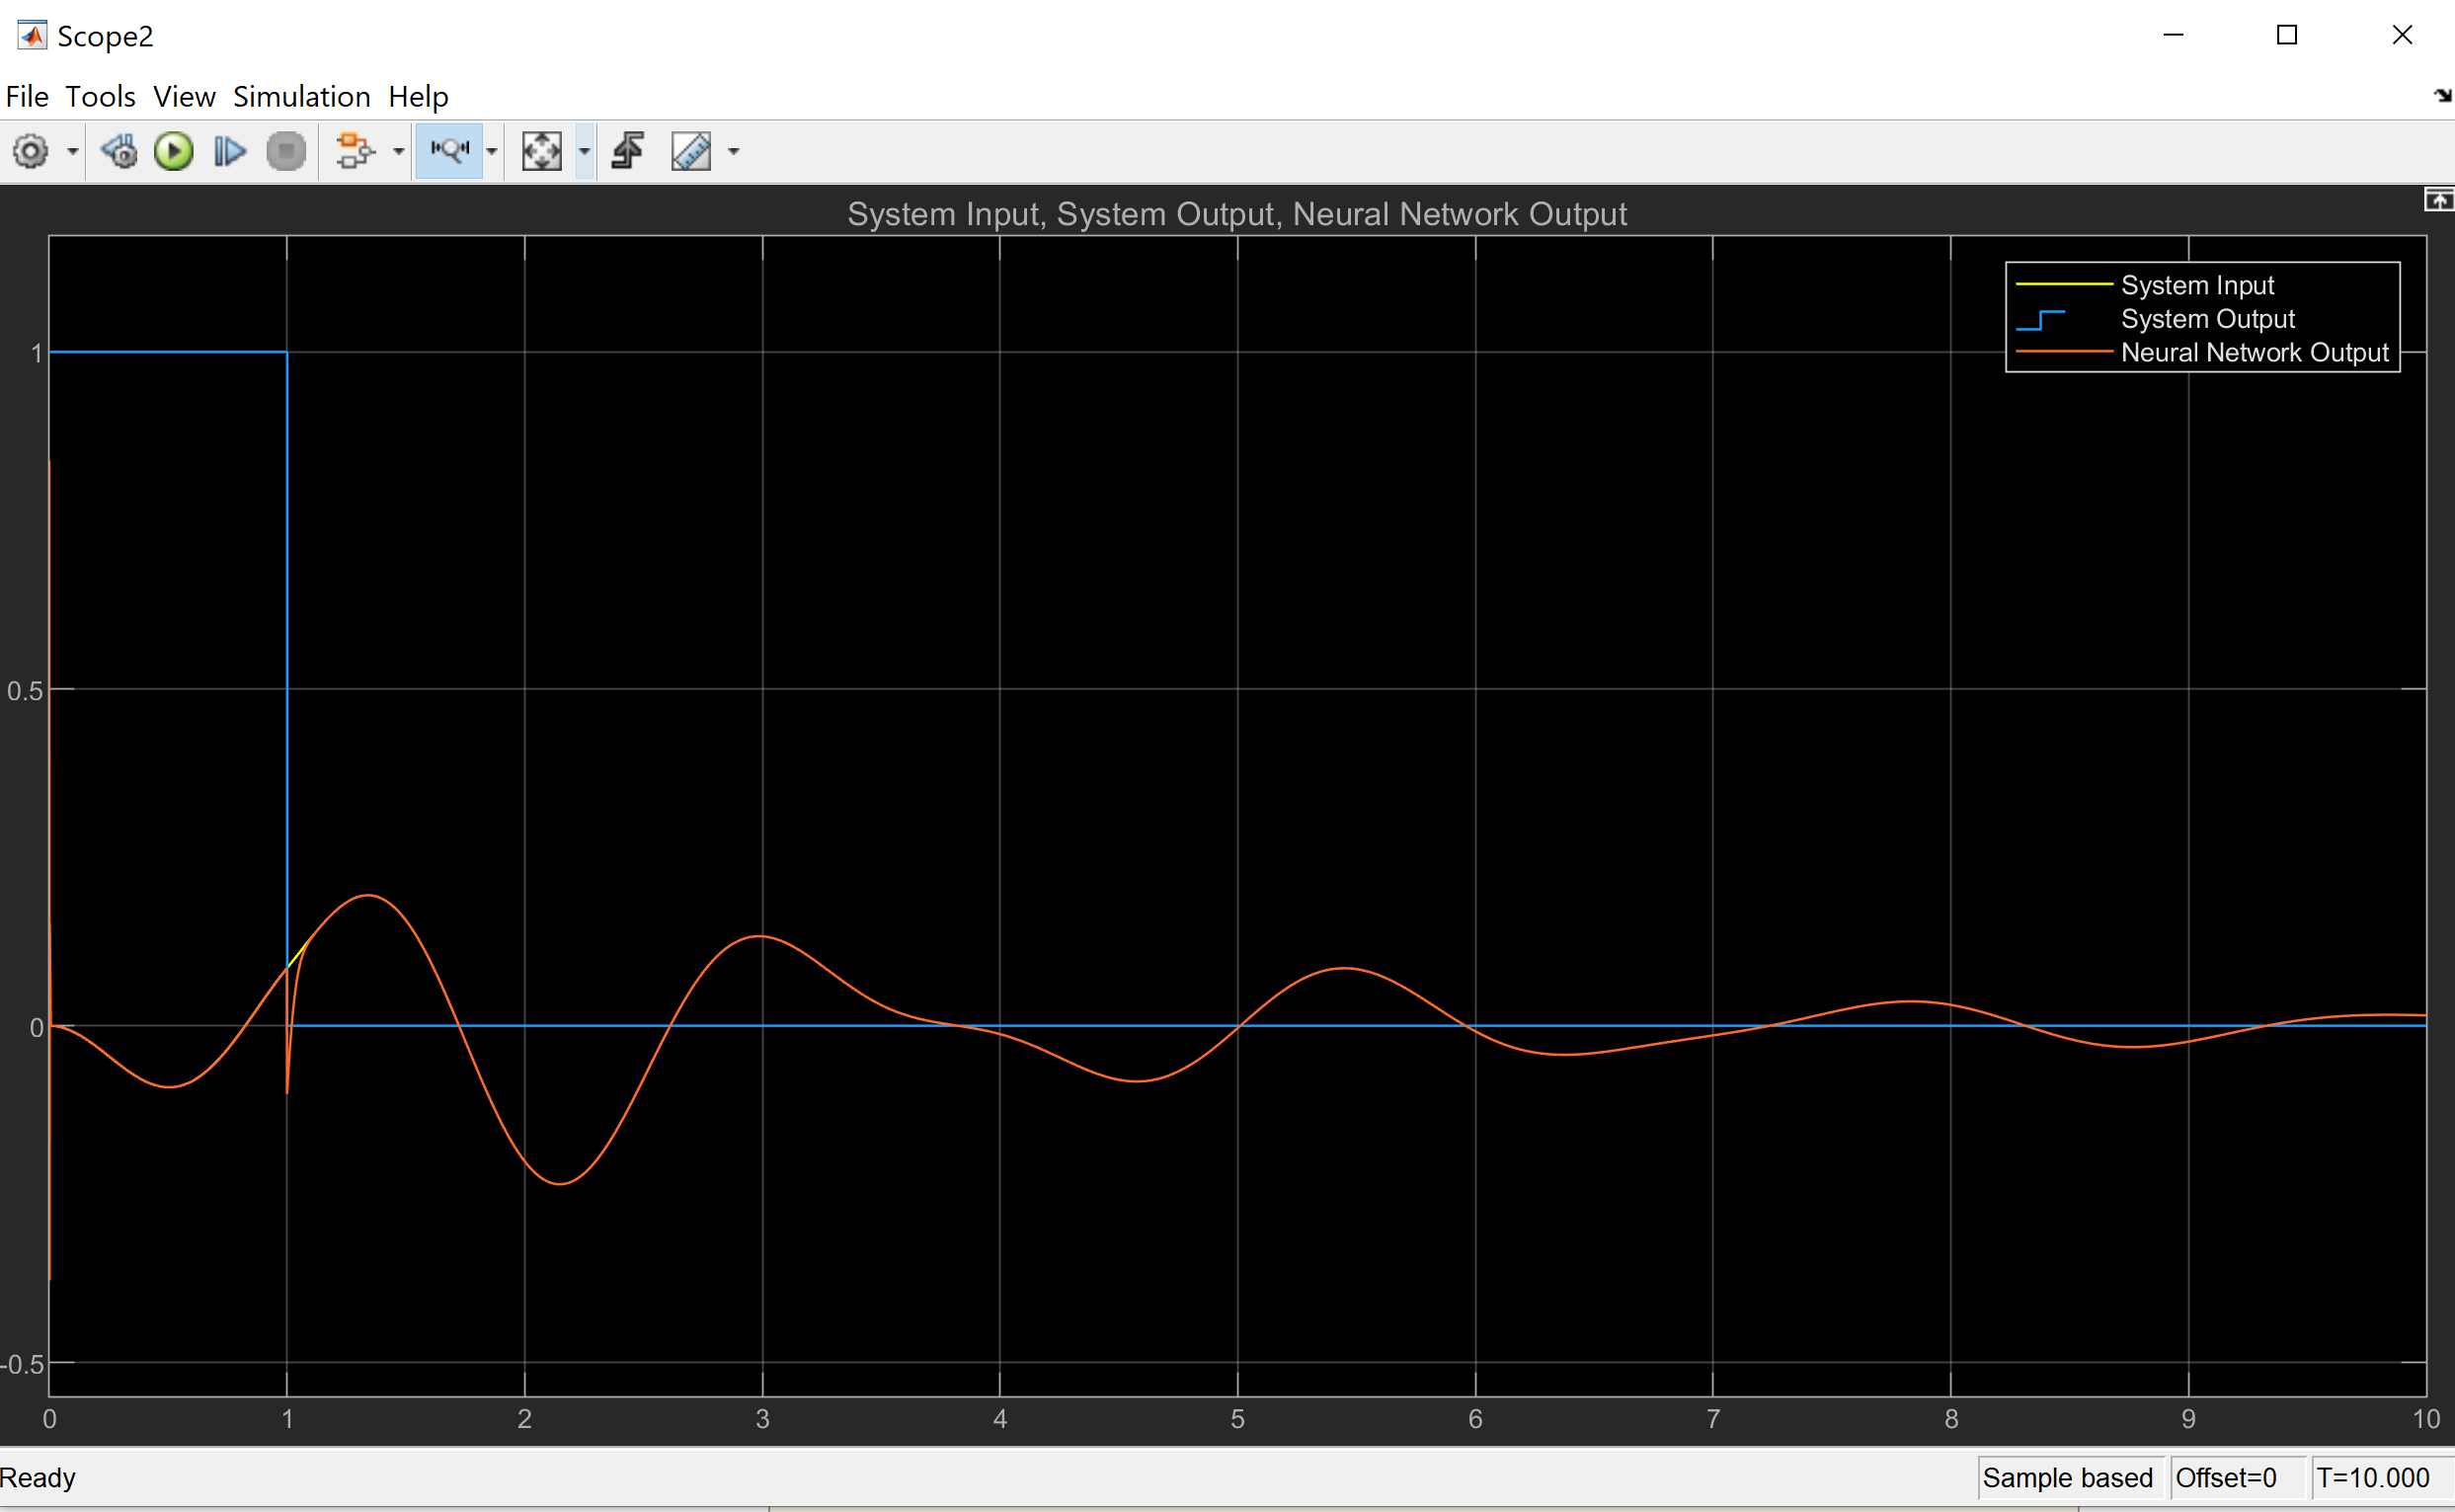 Scope2
File Tools View Simulation Help
System Input, System Output, Neural Network Output
System Input
System Output
Neural Network Output
1
0.5
0
-0.5
0 1 2 3 4 5 6 7 8 9 10
Ready
Sample based Offset=0 T=10.000